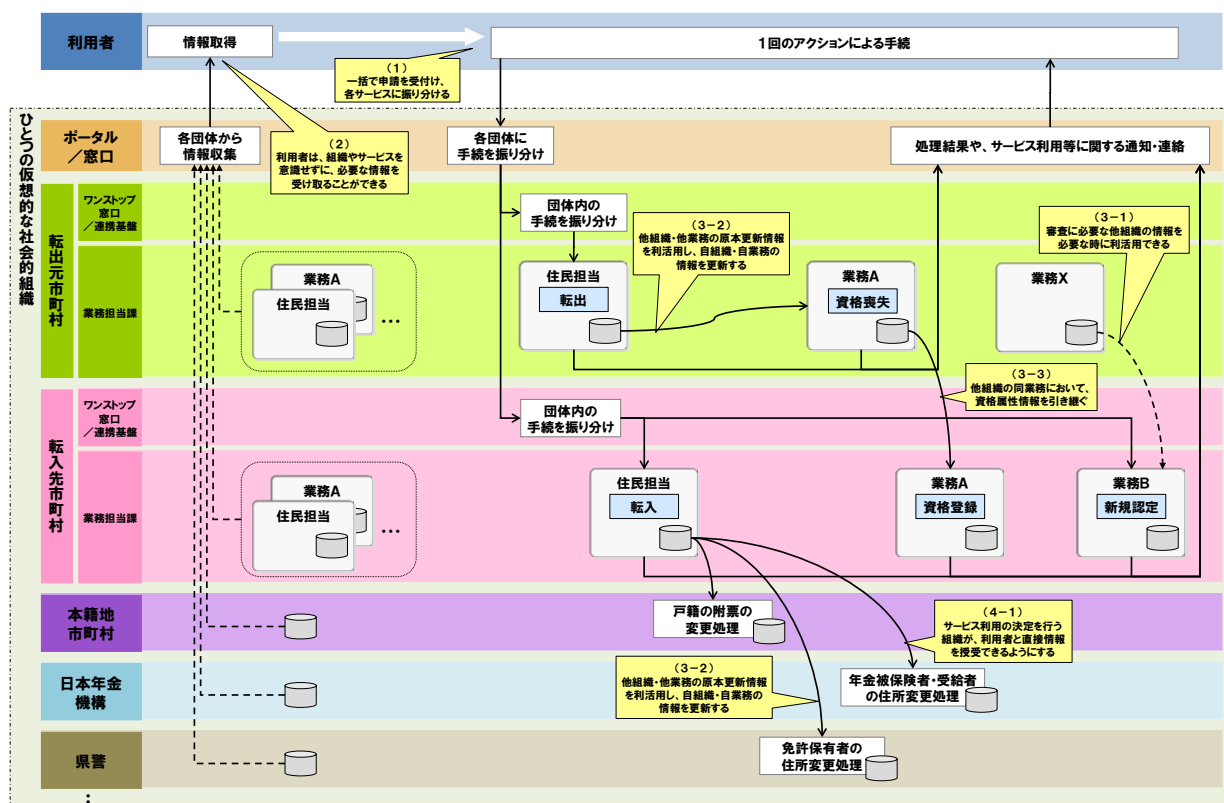 利用者
情報取得
1回のアクションによる手続
(1)
一括で申請を受付け、
各サービスに振り分ける
ひとつの仮想的な社会的組織
ポータル
／窓口
各団体から
情報収集
(2)
利用者は、組織やサービスを
意識せずに、必要な情報を
受け取ることができる
各団体に
手続を振り分け
処理結果や、サービス利用等に関する通知・連絡
転出元市町村
ワンストップ
窓口
／連携基盤
団体内の
手続を振り分け
(3-2)
他組織・他業務の原本更新情報
を利活用し、自組織・自業務の
情報を更新する
(3-1)
審査に必要な他組織の情報を
必要な時に利活用できる
業務担当課
業務A
住民担当
…
住民担当
転出
業務A
資格喪失
業務X
(3-3)
他組織の同業務において、
資格属性情報を引き継ぐ
転入先市町村
ワンストップ
窓口
／連携基盤
団体内の
手続を振り分け
業務担当課
業務A
住民担当
…
住民担当
転入
業務A
資格登録
業務B
新規認定
本籍地
市町村
戸籍の附票の
変更処理
(4-1)
サービス利用の決定を行う
組織が、利用者と直接情報
を授受できるようにする
日本年金
機構
(3-2)
他組織・他業務の原本更新情報
を利活用し、自組織・自業務の
情報を更新する
年金被保険者・受給者
の住所変更処理
県警
免許保有者の
住所変更処理
…